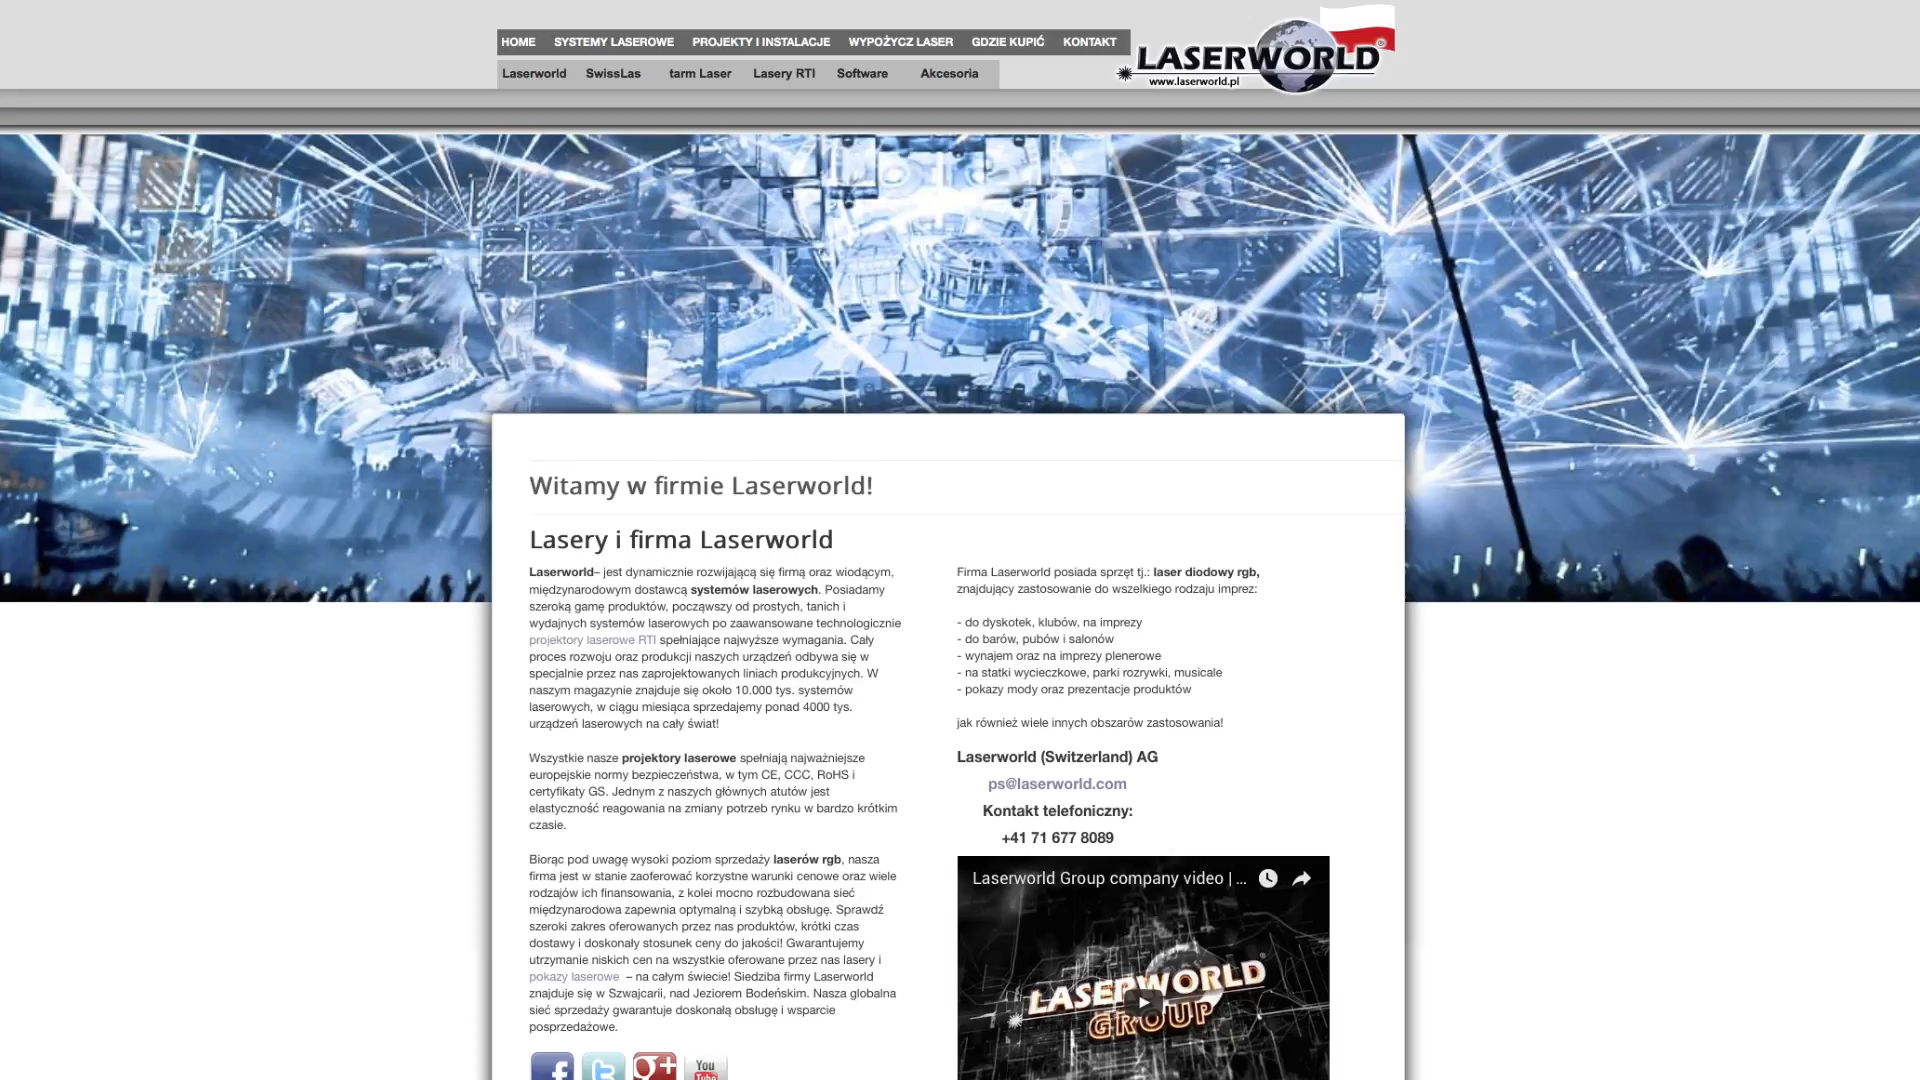 HOME SYSTEMY LASEROWE PROJEKTY I INSTALACJE WYPOŻYCZ LASER GDZIE KUPIĆ KONTAKT
Laserworld SwissLas tarm Laser Lasery RTI Software Akcesoria
LASERWORLD®
www.laserworld.pl
Witamy w firmie Laserworld!
Lasery i firma Laserworld
Laserworld– jest dynamicznie rozwijającą się firmą oraz wiodącym,
międzynarodowym dostawcą systemów laserowych. Posiadamy
szeroką gamę produktów, począwszy od prostych, tanich i
wydajnych systemów laserowych po zaawansowane technologicznie
projektory laserowe RTI spełniające najwyższe wymagania. Cały
proces rozwoju oraz produkcji naszych urządzeń odbywa się w
specjalnie przez nas zaprojektowanych liniach produkcyjnych. W
naszym magazynie znajduje się około 10.000 tys. systemów
laserowych, w ciągu miesiąca sprzedajemy ponad 4000 tys.
urządzeń laserowych na cały świat!
Wszystkie nasze projektory laserowe spełniają najważniejsze
europejskie normy bezpieczeństwa, w tym CE, CCC, RoHS i
certyfikaty GS. Jednym z naszych głównych atutów jest
elastyczność reagowania na zmiany potrzeb rynku w bardzo krótkim
czasie.
Biorąc pod uwagę wysoki poziom sprzedaży laserów rgb, nasza
firma jest w stanie zaoferować korzystne warunki cenowe oraz wiele
rodzajów ich finansowania, z kolei mocno rozbudowana sieć
międzynarodowa zapewnia optymalną i szybką obsługę. Sprawdź
szeroki zakres oferowanych przez nas produktów, krótki czas
dostawy i doskonały stosunek ceny do jakości! Gwarantujemy
utrzymanie niskich cen na wszystkie oferowane przez nas lasery i
pokazy laserowe – na całym świecie! Siedziba firmy Laserworld
znajduje się w Szwajcarii, nad Jeziorem Bodeńskim. Nasza globalna
sieć sprzedaży gwarantuje doskonałą obsługę i wsparcie
posprzedażowe.
f t g+ You Tube
Firma Laserworld posiada sprzęt tj.: laser diodowy rgb,
znajdujący zastosowanie do wszelkiego rodzaju imprez:
- do dyskotek, klubów, na imprezy
- do barów, pubów i salonów
- wynajem oraz na imprezy plenerowe
- na statki wycieczkowe, parki rozrywki, musicale
- pokazy mody oraz prezentacje produktów
jak również wiele innych obszarów zastosowania!
Laserworld (Switzerland) AG
ps@laserworld.com
Kontakt telefoniczny:
+41 71 677 8089
Laserworld Group company video | ...
LASERWORLD
GROUP